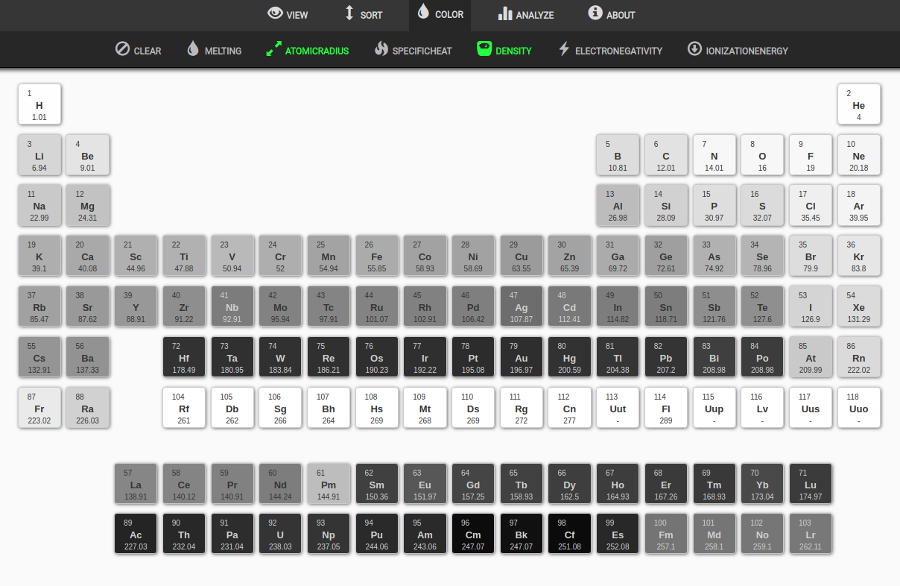 VIEW SORT COLOR ANALYZE ABOUT
CLEAR MELTING ATOMICRADIUS SPECIFICHEAT DENSITY ELECTRONEGATIVITY IONIZATIONENERGY
1 2
H He
1.01 4
3 4 5 6 7 8 9 10
Li Be B C N O F Ne
6.94 9.01 10.81 12.01 14.01 16 19 20.18
11 12 13 14 15 16 17 18
Na Mg Al Si P S Cl Ar
22.99 24.31 26.98 28.09 30.97 32.07 35.45 39.95
19 20 21 22 23 24 25 26 27 28 29 30 31 32 33 34 35 36
K Ca Sc Ti V Cr Mn Fe Co Ni Cu Zn Ga Ge As Se Br Kr
39.1 40.08 44.96 47.88 50.94 52 54.94 55.85 58.93 58.69 63.55 65.39 69.72 72.61 74.92 78.96 79.9 83.8
37 38 39 40 41 42 43 44 45 46 47 48 49 50 51 52 53 54
Rb Sr Y Zr Nb Mo Tc Ru Rh Pd Ag Cd In Sn Sb Te I Xe
85.47 87.62 88.91 91.22 92.91 95.94 97.91 101.07 102.91 106.42 107.87 112.41 114.82 118.71 121.76 127.6 126.9 131.29
55 56 72 73 74 75 76 77 78 79 80 81 82 83 84 85 86
Cs Ba Hf Ta W Re Os Ir Pt Au Hg Tl Pb Bi Po At Rn
132.91 137.33 178.49 180.95 183.84 186.21 190.23 192.22 195.08 196.97 200.59 204.38 207.2 208.98 208.98 209.99 222.02
87 88 104 105 106 107 108 109 110 111 112 113 114 115 116 117 118
Fr Ra Rf Db Sg Bh Hs Mt Ds Rg Cn Uut Fl Uup Lv Uus Uuo
223.02 226.03 261 262 266 264 269 268 269 272 277 - 289 - - - -
57 58 59 60 61 62 63 64 65 66 67 68 69 70 71
La Ce Pr Nd Pm Sm Eu Gd Tb Dy Ho Er Tm Yb Lu
138.91 140.12 140.91 144.24 144.91 150.36 151.97 157.25 158.93 162.5 164.93 167.26 168.93 173.04 174.97
89 90 91 92 93 94 95 96 97 98 99 100 101 102 103
Ac Th Pa U Np Pu Am Cm Bk Cf Es Fm Md No Lr
227.03 232.04 231.04 238.03 237.05 244.06 243.06 247.07 247.07 251.08 252.08 257.1 258.1 259.1 262.11